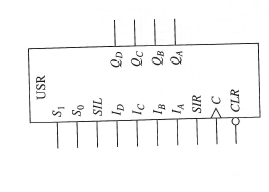 Q_D Q_C Q_B Q_A
USR
S_1 S_0 SIL I_D I_C I_B I_A SIR C CLR